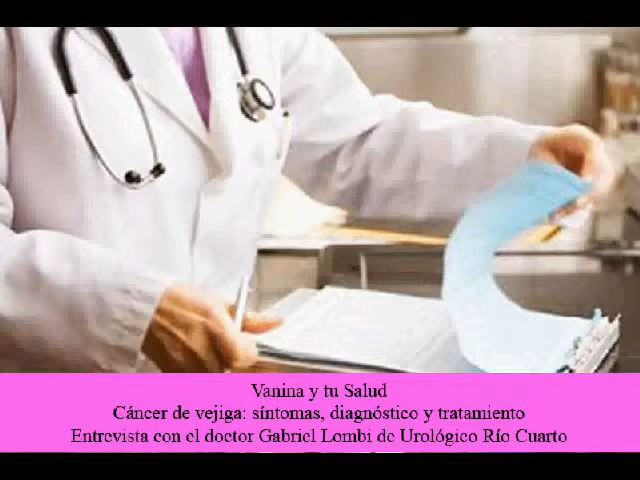 Vanina y tu Salud
Cáncer de vejiga: síntomas, diagnóstico y tratamiento
Entrevista con el doctor Gabriel Lombi de Urológico Río Cuarto